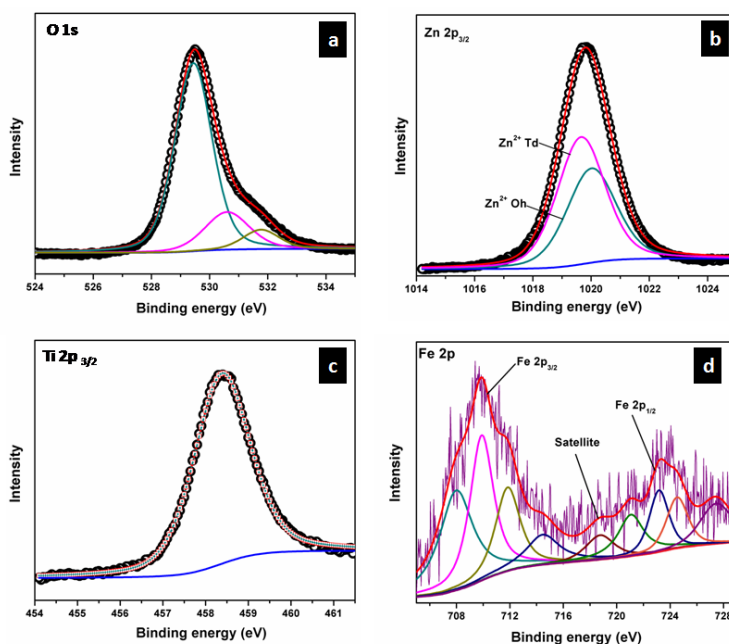 O 1s
a
Intensity
524 526 528 530 532 534
Binding energy (eV)
Zn 2p3/2
b
Zn2+ Td
Zn2+ Oh
Intensity
1014 1016 1018 1020 1022 1024
Binding energy (eV)
Ti 2p 3/2
c
Intensity
454 455 456 457 458 459 460 461
Binding energy (eV)
Fe 2p
d
Fe 2p3/2
Fe 2p1/2
Satellite
Intensity
708 712 716 720 724 728
Binding energy (eV)